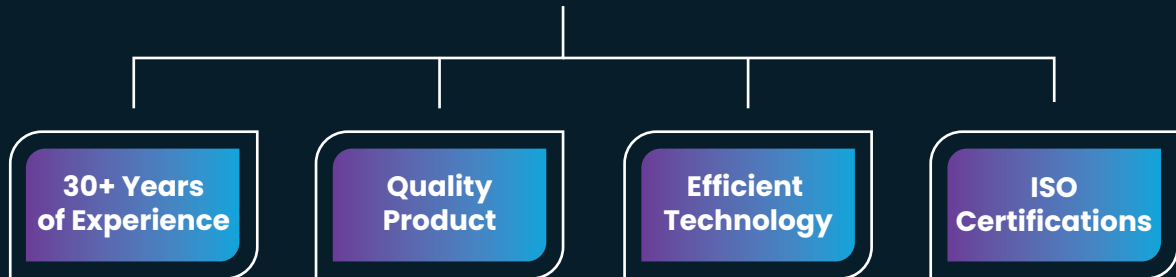 30+ Years
of Experience
Quality
Product
Efficient
Technology
ISO
Certifications